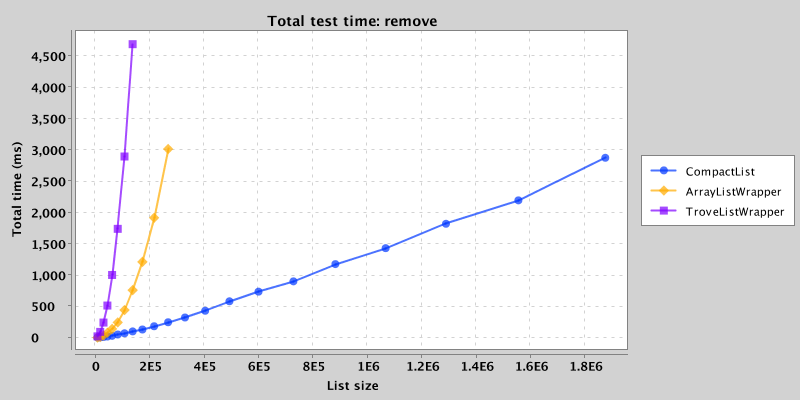 Total test time: remove
Total time (ms)
4,500
4,000
3,500
3,000
2,500
2,000
1,500
1,000
500
0
0 2E5 4E5 6E5 8E5 1E6 1.2E6 1.4E6 1.6E6 1.8E6
List size
CompactList
ArrayListWrapper
TroveListWrapper